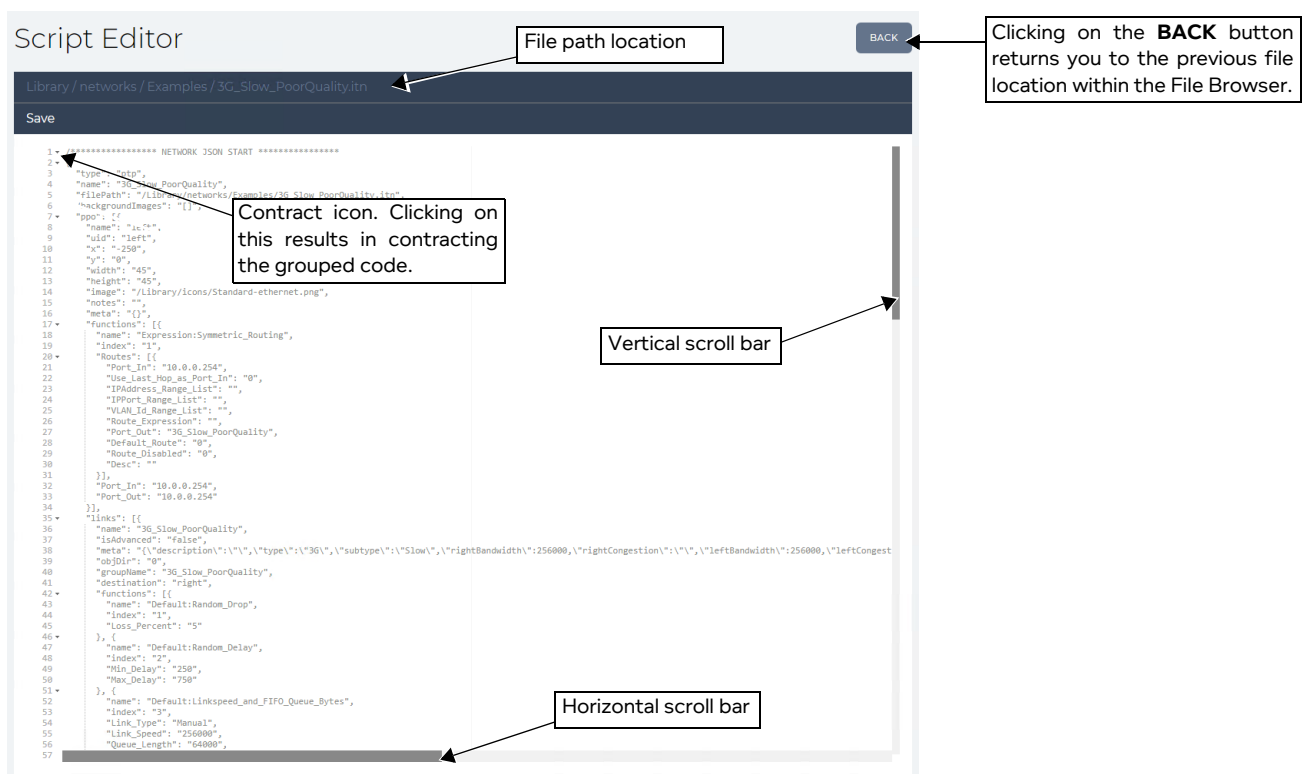 Script Editor
File path location
BACK
Clicking on the BACK button
returns you to the previous file
location within the File Browser.
Library / networks / Examples / 3G_Slow_PoorQuality.itn
Save
1 /***************** NETWORK JSON START ****************
2
3 "type": "ptp",
4 "name": "3G_Slow_PoorQuality",
5 "filePath": "/Library/networks/Examples/3G_Slow_PoorQuality.itn",
6 "backgroundImages": "[]",
7 "ppo": [{
Contract icon. Clicking on
this results in contracting
the grouped code.
8 "name": "left",
9 "uid": "left",
10 "x": "-250",
11 "y": "0",
12 "width": "45",
13 "height": "45",
14 "image": "/Library/icons/Standard-ethernet.png",
15 "notes": "",
16 "meta": "{}",
17 "functions": [{
18 "name": "Expression:Symmetric_Routing",
19 "index": "1",
20 "Routes": [{
21 "Port_In": "10.0.0.254",
22 "Use_Last_Hop_as_Port_In": "0",
23 "IPAddress_Range_List": "",
24 "IPPort_Range_List": "",
25 "VLAN_Id_Range_List": "",
26 "Route_Expression": "",
27 "Port_Out": "3G_Slow_PoorQuality",
28 "Default_Route": "0",
29 "Route_Disabled": "0",
30 "Desc": ""
31 }],
32 "Port_In": "10.0.0.254",
33 "Port_Out": "10.0.0.254"
34 }],
Vertical scroll bar
35 "links": [{
36 "name": "3G_Slow_PoorQuality",
37 "isAdvanced": "false",
38 "meta": "{\"description\":\"\",\"type\":\"3G\",\"subtype\":\"Slow\",\"rightBandwidth\":256000,\"rightCongestion\":\"\",\"leftBandwidth\":256000,\"leftCongest
39 "objDir": "0",
40 "groupName": "3G_Slow_PoorQuality",
41 "destination": "right",
42 "functions": [{
43 "name": "Default:Random_Drop",
44 "index": "1",
45 "Loss_Percent": "5"
46 }, {
47 "name": "Default:Random_Delay",
48 "index": "2",
49 "Min_Delay": "250",
50 "Max_Delay": "750"
51 }, {
52 "name": "Default:Linkspeed_and_FIFO_Queue_Bytes",
53 "index": "3",
54 "Link_Type": "Manual",
55 "Link_Speed": "256000",
56 "Queue_Length": "64000",
57
Horizontal scroll bar